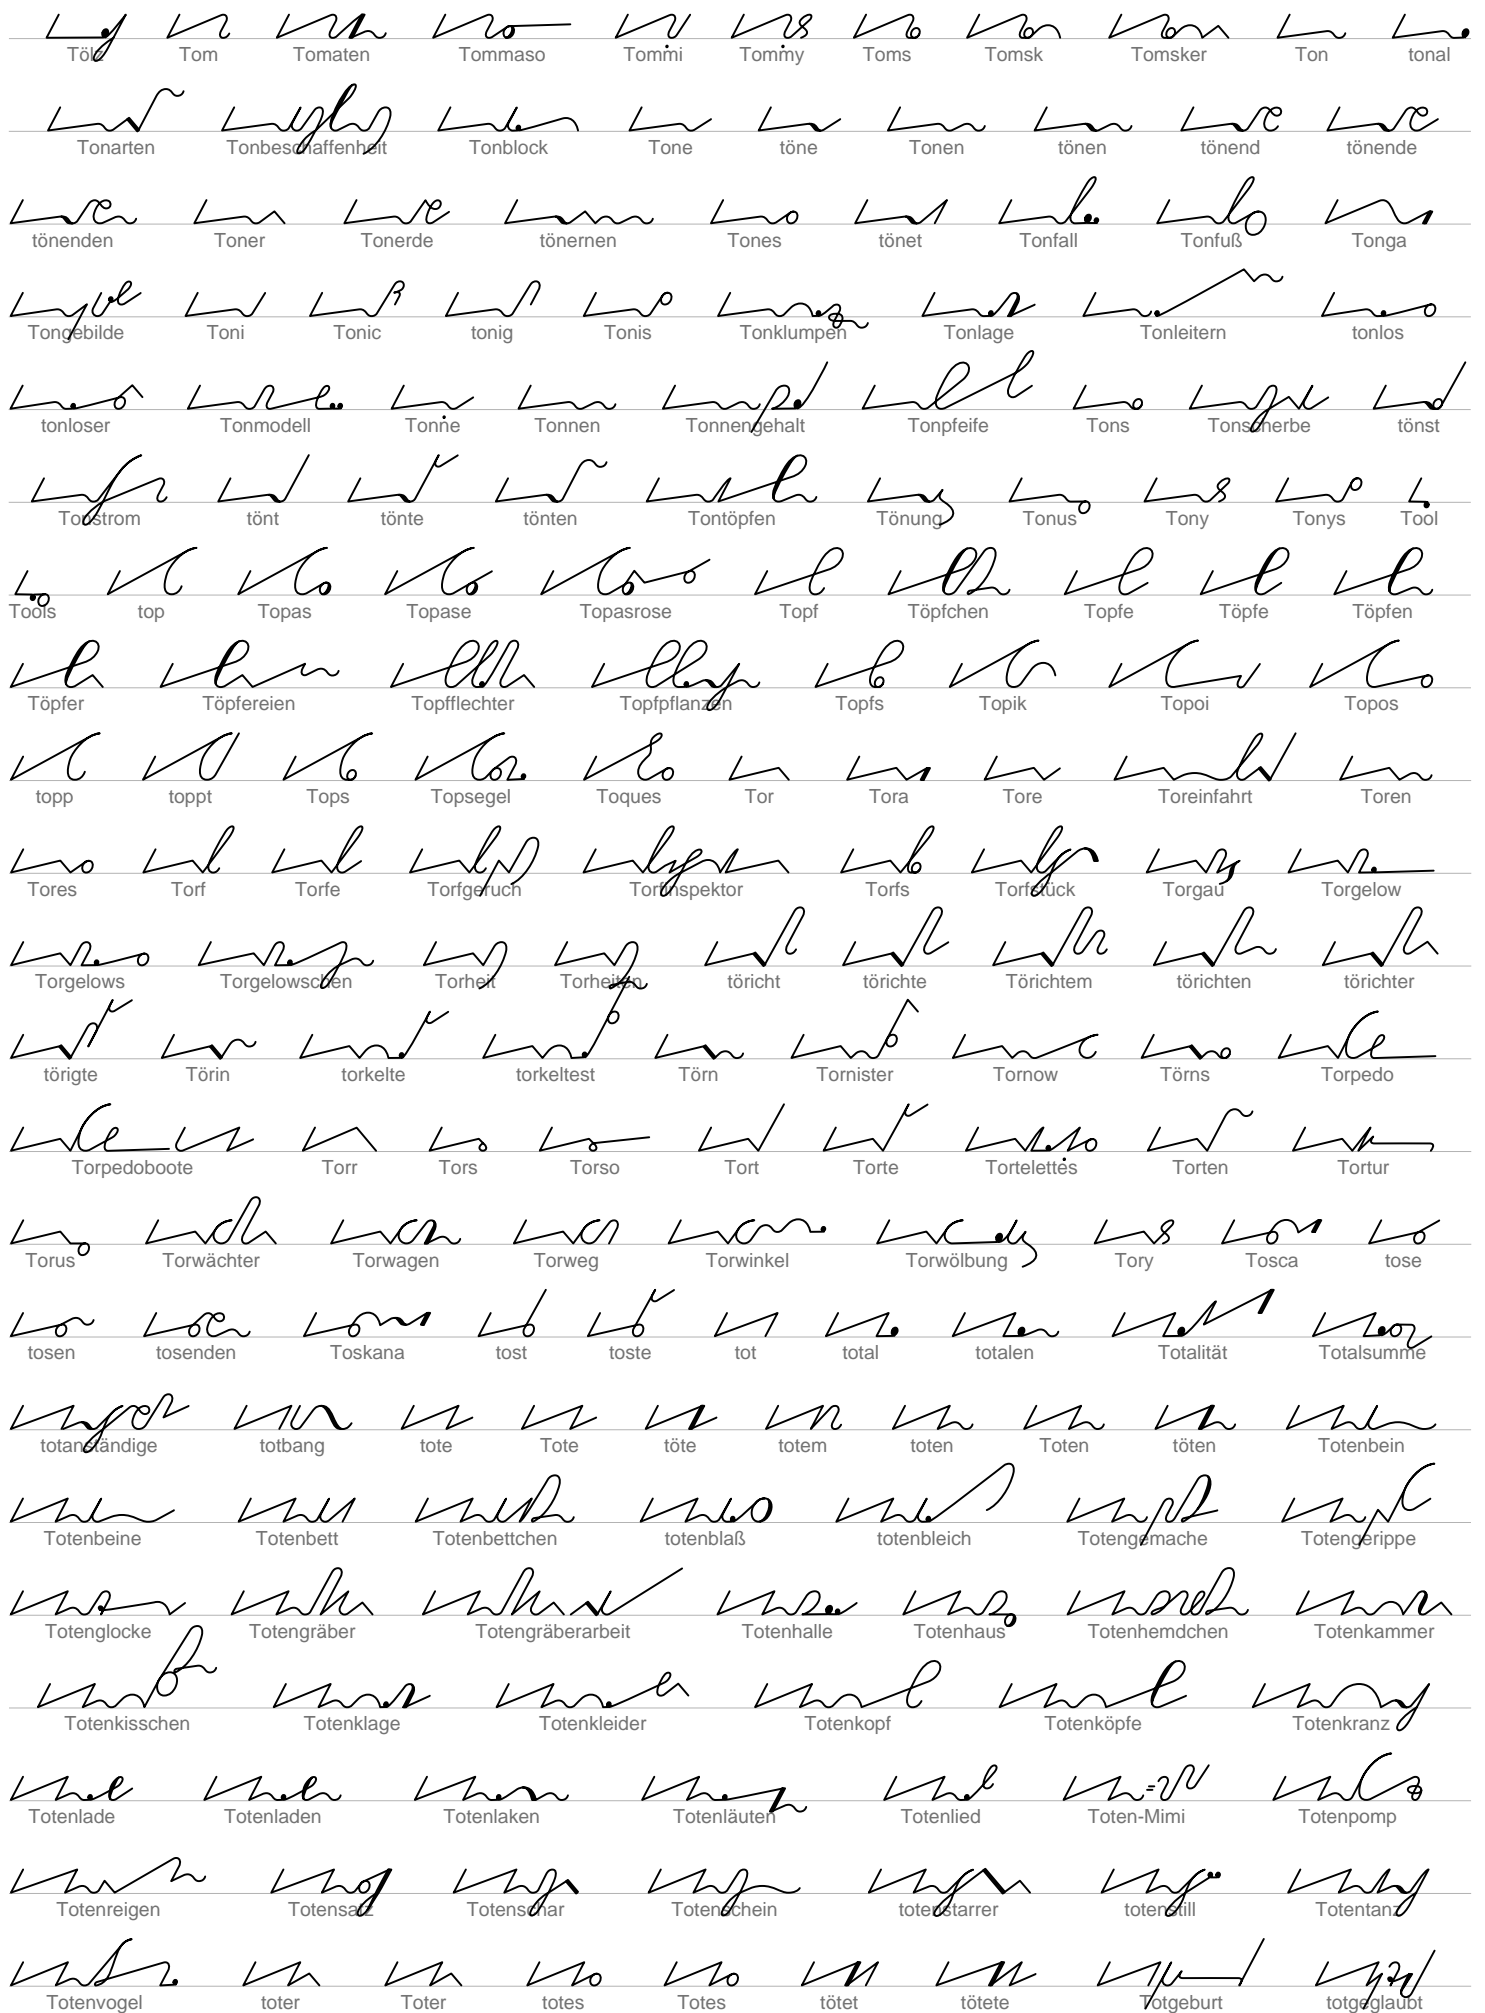 Tölz Tom Tomaten Tommaso Tommi Tommy Toms Tomsk Tomsker Ton tonal
Tonarten Tonbeschaffenheit Tonblock Tone töne Tonen tönen tönend tönende
tönenden Toner Tonerde tönernen Tones tönet Tonfall Tonfuß Tonga
Tongebilde Toni Tonic tonig Tonis Tonklumpen Tonlage Tonleitern tonlos
tonloser Tonmodell Tonne Tonnen Tonnengehalt Tonpfeife Tons Tonscherbe tönst
Tonstrom tönt tönte tönten Tontöpfen Tönung Tonus Tony Tonys Tool
Tools top Topas Topase Topasrose Topf Töpfchen Topfe Töpfe Töpfen
Töpfer Töpfereien Topfflechter Topfpflanzen Topfs Topik Topoi Topos
topp toppt Tops Topsegel Toques Tor Tora Tore Toreinfahrt Toren
Tores Torf Torfe Torfgeruch Torfinspektor Torfs Torfstück Torgau Torgelow
Torgelows Torgelowschen Torheit Torheiten töricht törichte Törichtem törichten törichter
törigte Törin torkelte torkeltest Törn Tornister Tornow Törns Torpedo
Torpedoboote Torr Tors Torso Tort Torte Tortelettes Torten Tortur
Torus Torwächter Torwagen Torweg Torwinkel Torwölbung Tory Tosca tose
tosen tosenden Toskana tost toste tot total totalen Totalität Totalsumme
totanständige totbang tote Tote töte totem toten Toten töten Totenbein
Totenbeine Totenbett Totenbettchen totenblaß totenbleich Totengemache Totengerippe
Totenglocke Totengräber Totengräberarbeit Totenhalle Totenhaus Totenhemdchen Totenkammer
Totenkisschen Totenklage Totenkleider Totenkopf Totenköpfe Totenkranz
Totenlade Totenladen Totenlaken Totenläuten Totenlied Toten-Mimi Totenpomp
Totenreigen Totensatz Totenschar Totenschein totenstarrer totenstill Totentanz
Totenvogel toter Toter totes Totes tötet tötete Totgeburt totgeglaubt